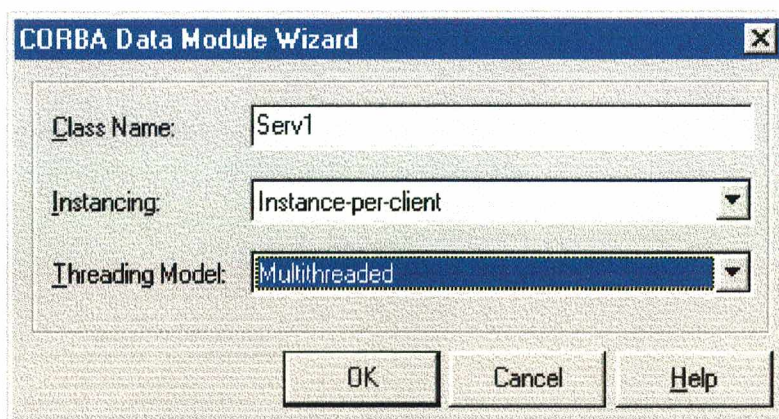 CORBA Data Module Wizard
Class Name: Serv1
Instancing: Instance-per-client
Threading Model: Multithreaded
OK Cancel Help